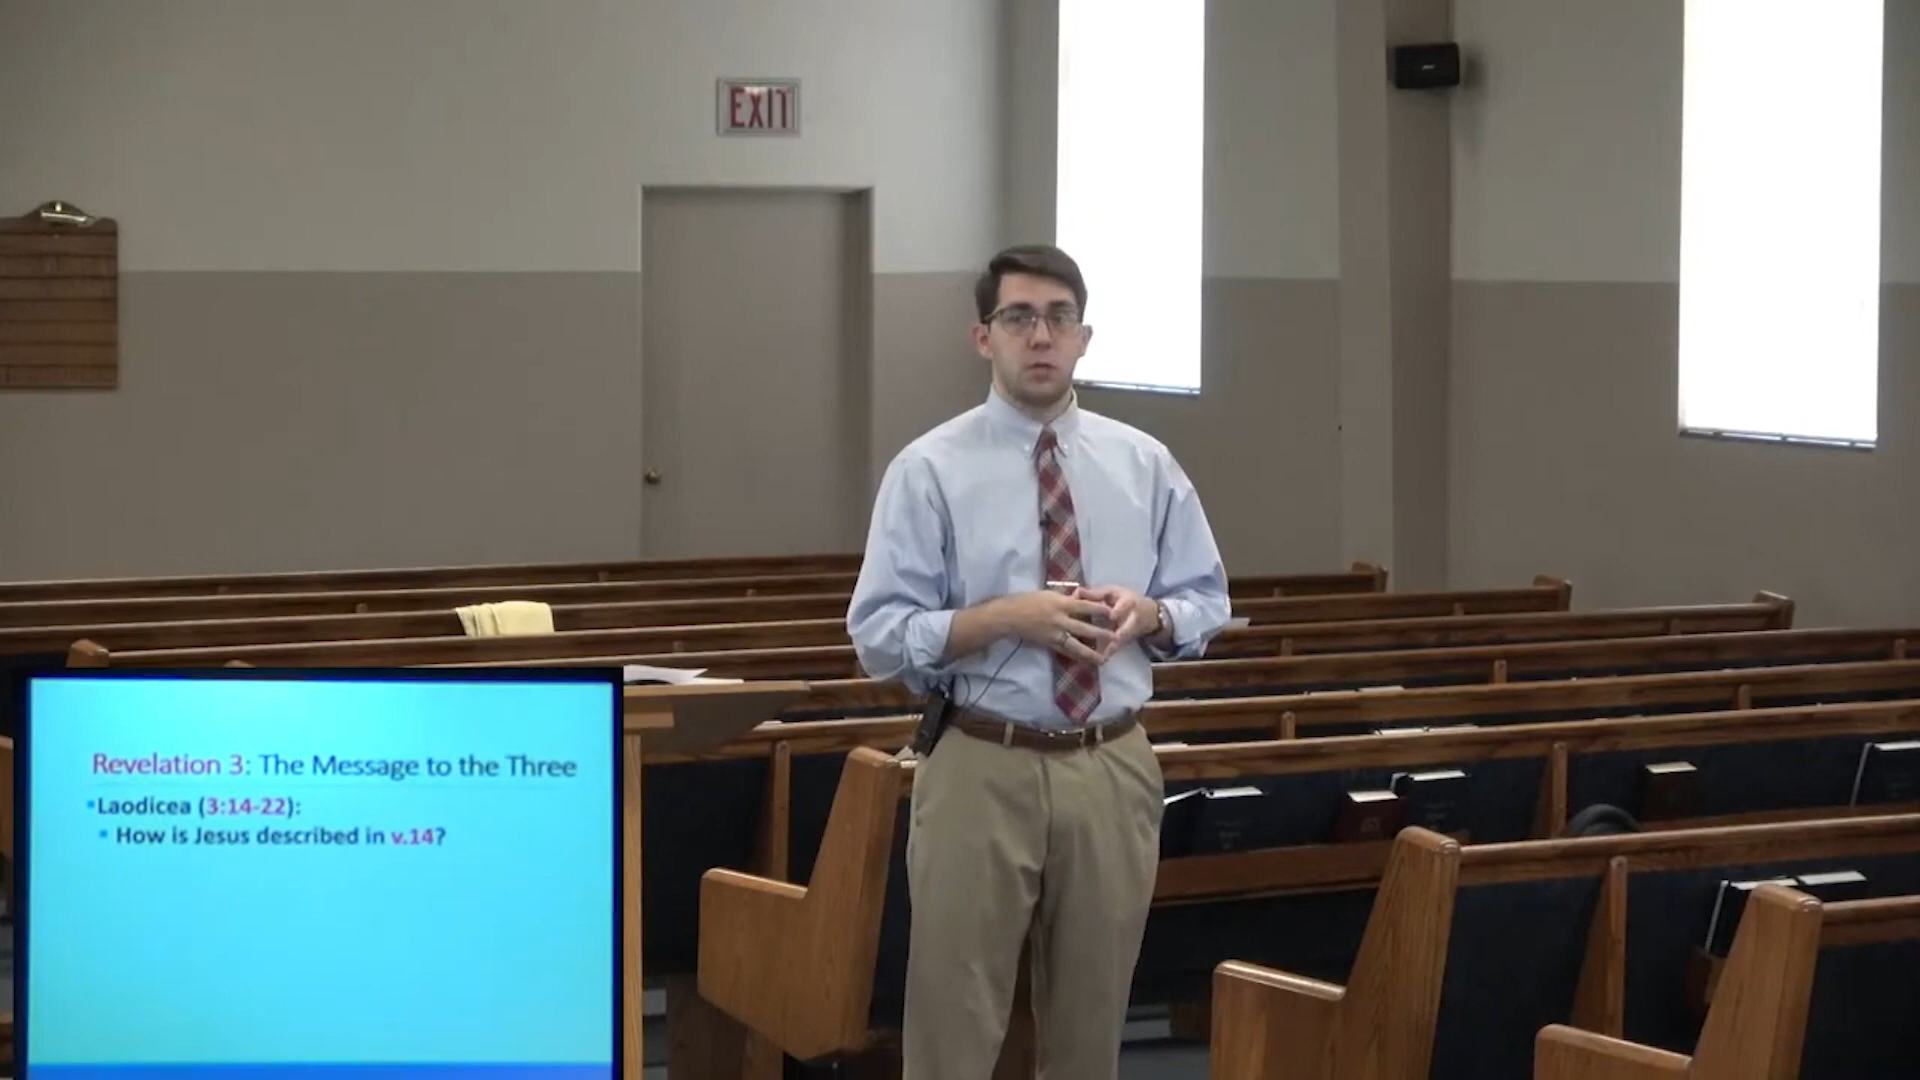 EXIT
Revelation 3: The Message to the Three
Laodicea (3:14-22):
How is Jesus described in v.14?